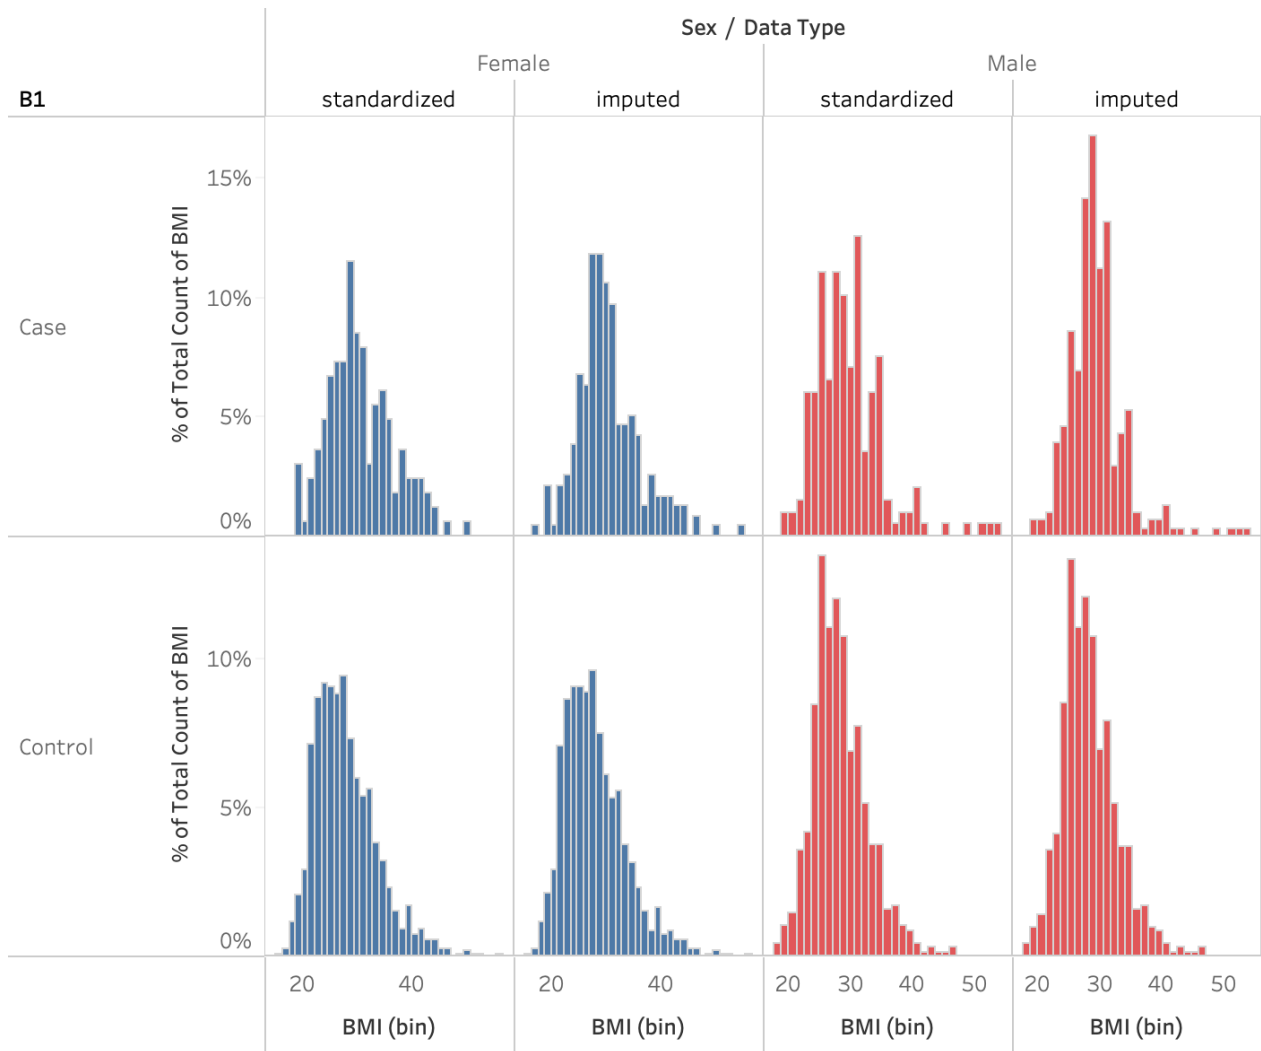 Sex / Data Type
Female Male
B1 standardized imputed standardized imputed
15%
10%
5%
0%
% of Total Count of BMI
Case
10%
5%
0%
% of Total Count of BMI
Control
20 40 20 40 20 30 40 50 20 30 40 50
BMI (bin) BMI (bin) BMI (bin) BMI (bin)